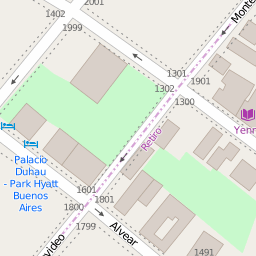 2001
1402
1999
Monte
1301
1901
1302
1300
Yenn
Retiro
Palacio
Duhau
- Park Hyatt
Buenos
Aires
1601
1801
1800
1799
Alvear
video
1491